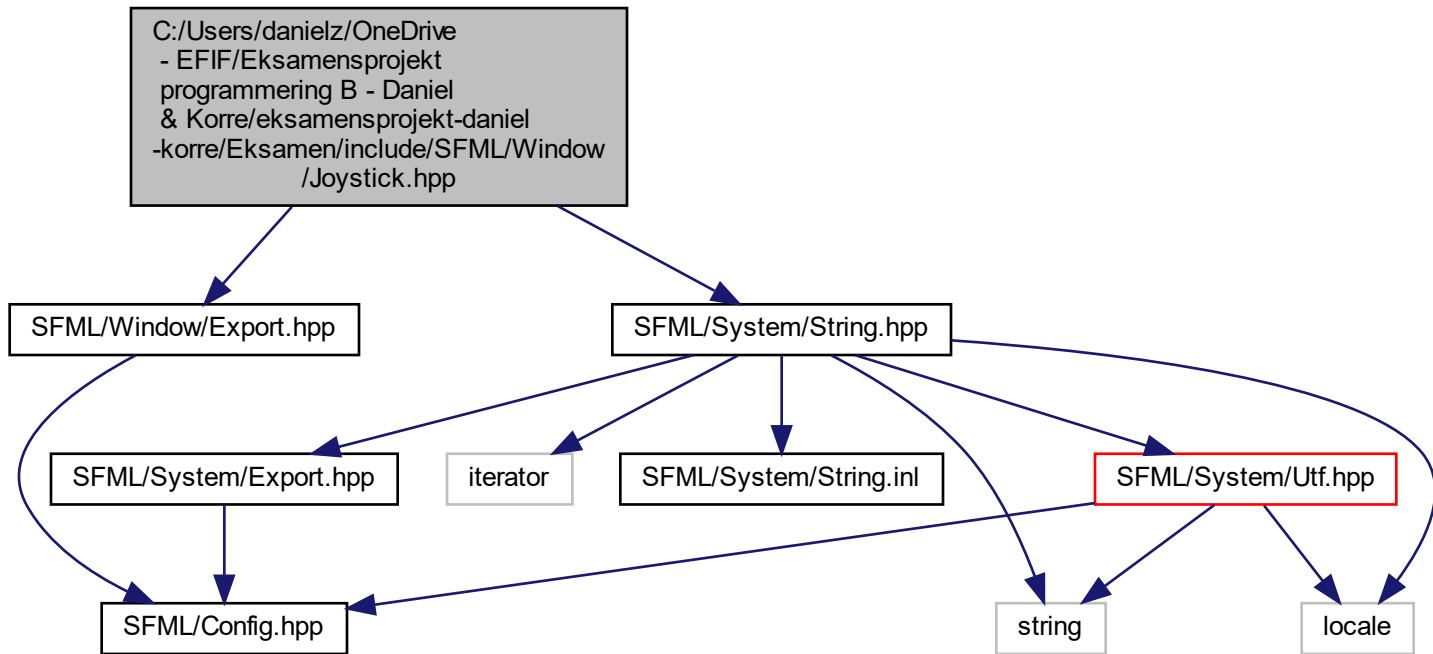 C:/Users/danielz/OneDrive
- EFIF/Eksamensprojekt
programmering B - Daniel
& Korre/eksamensprojekt-daniel
-korre/Eksamen/include/SFML/Window
/Joystick.hpp
SFML/Window/Export.hpp
SFML/System/String.hpp
SFML/System/Export.hpp
iterator
SFML/System/String.inl
SFML/System/Utf.hpp
SFML/Config.hpp
string
locale